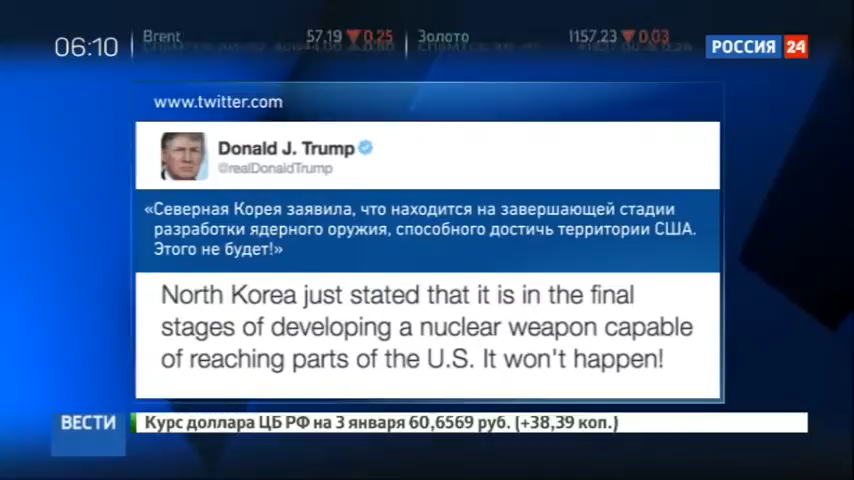 06:10
Brent 57,19 0,25
Золото 1157,23 0,03
РОССИЯ 24
www.twitter.com
Donald J. Trump
@realDonaldTrump
«Северная Корея заявила, что находится на завершающей стадии
разработки ядерного оружия, способного достичь территории США.
Этого не будет!»
North Korea just stated that it is in the final
stages of developing a nuclear weapon capable
of reaching parts of the U.S. It won't happen!
ВЕСТИ
Курс доллара ЦБ РФ на 3 января 60,6569 руб. (+38,39 коп.)